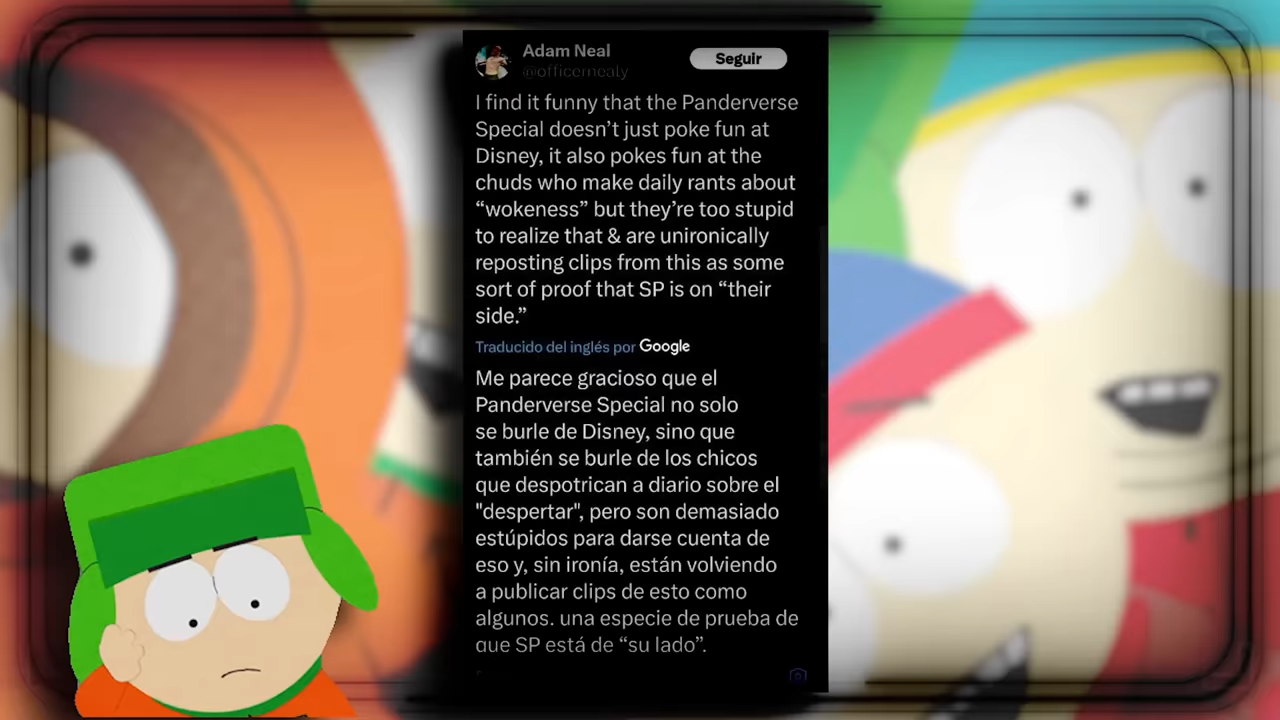 Adam Neal
@officernealy
Seguir
I find it funny that the Panderverse
Special doesn't just poke fun at
Disney, it also pokes fun at the
chuds who make daily rants about
“wokeness” but they're too stupid
to realize that & are unironically
reposting clips from this as some
sort of proof that SP is on “their
side.”
Traducido del inglés por Google
Me parece gracioso que el
Panderverse Special no solo
se burle de Disney, sino que
también se burle de los chicos
que despotrican a diario sobre el
"despertar", pero son demasiado
estúpidos para darse cuenta de
eso y, sin ironía, están volviendo
a publicar clips de esto como
algunos. una especie de prueba de
que SP está de “su lado”.